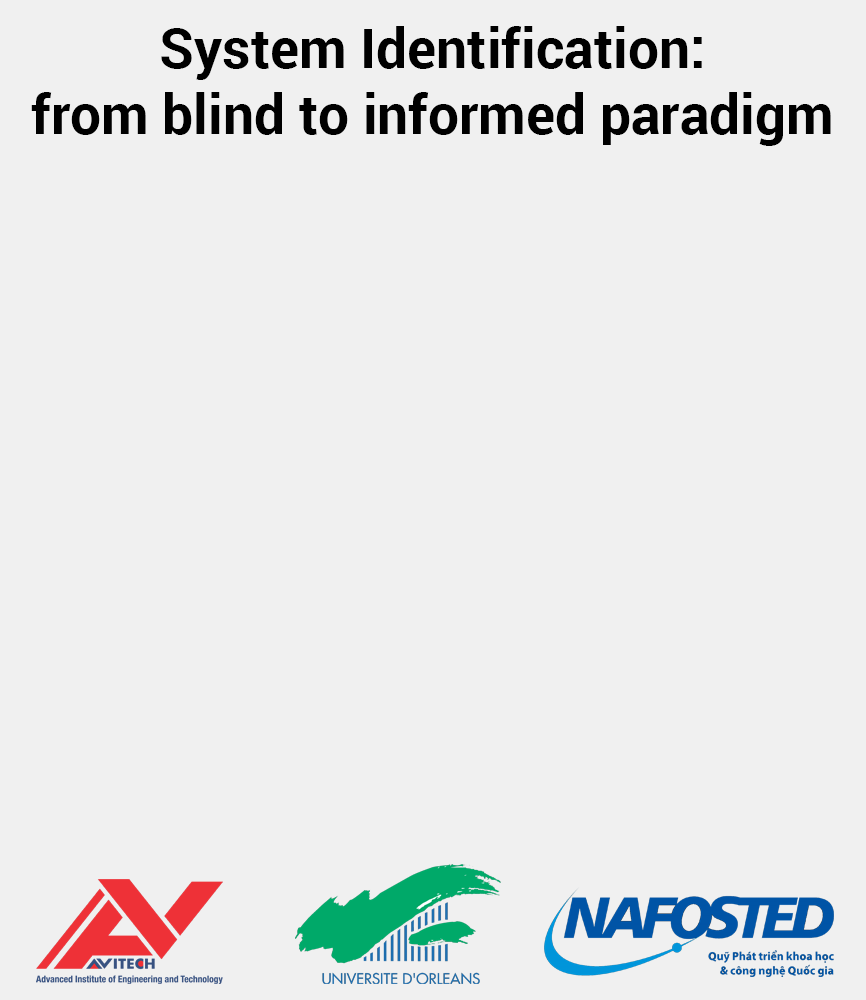 System Identification:
from blind to informed paradigm
AVITECH
Advanced Institute of Engineering and Technology
UNIVERSITE D'ORLEANS
NAFOSTED
Quỹ Phát triển khoa học
& công nghệ Quốc gia